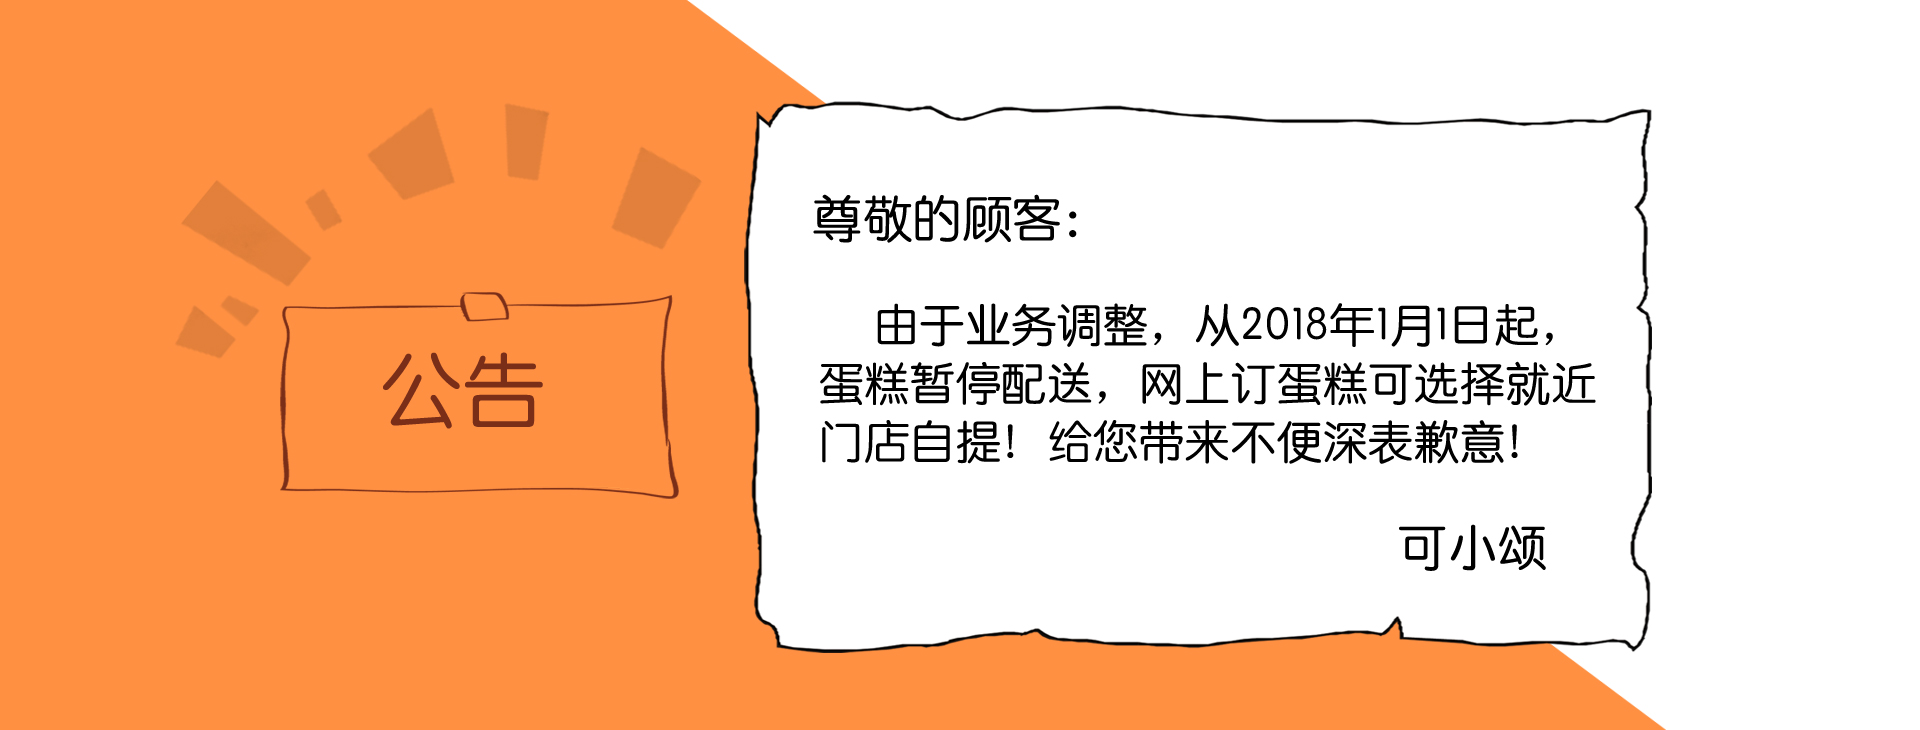 公告
尊敬的顾客：
由于业务调整，从2018年1月1日起，
蛋糕暂停配送，网上订蛋糕可选择就近
门店自提！给您带来不便深表歉意！
可小颂